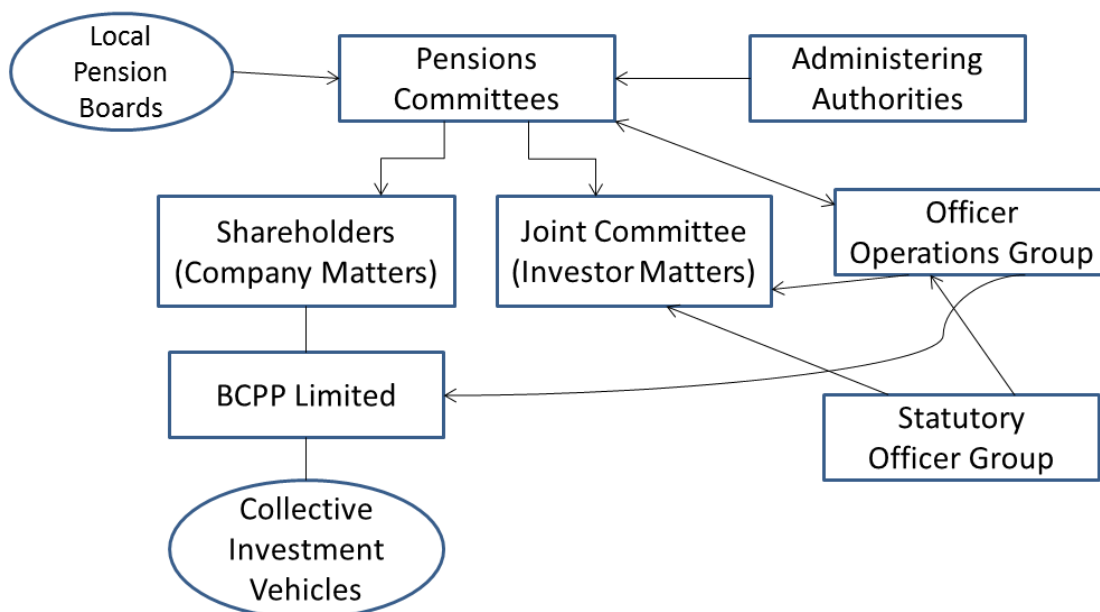 Local
Pension
Boards
Pensions
Committees
Administering
Authorities
Shareholders
(Company Matters)
Joint Committee
(Investor Matters)
Officer
Operations Group
BCPP Limited
Statutory
Officer Group
Collective
Investment
Vehicles